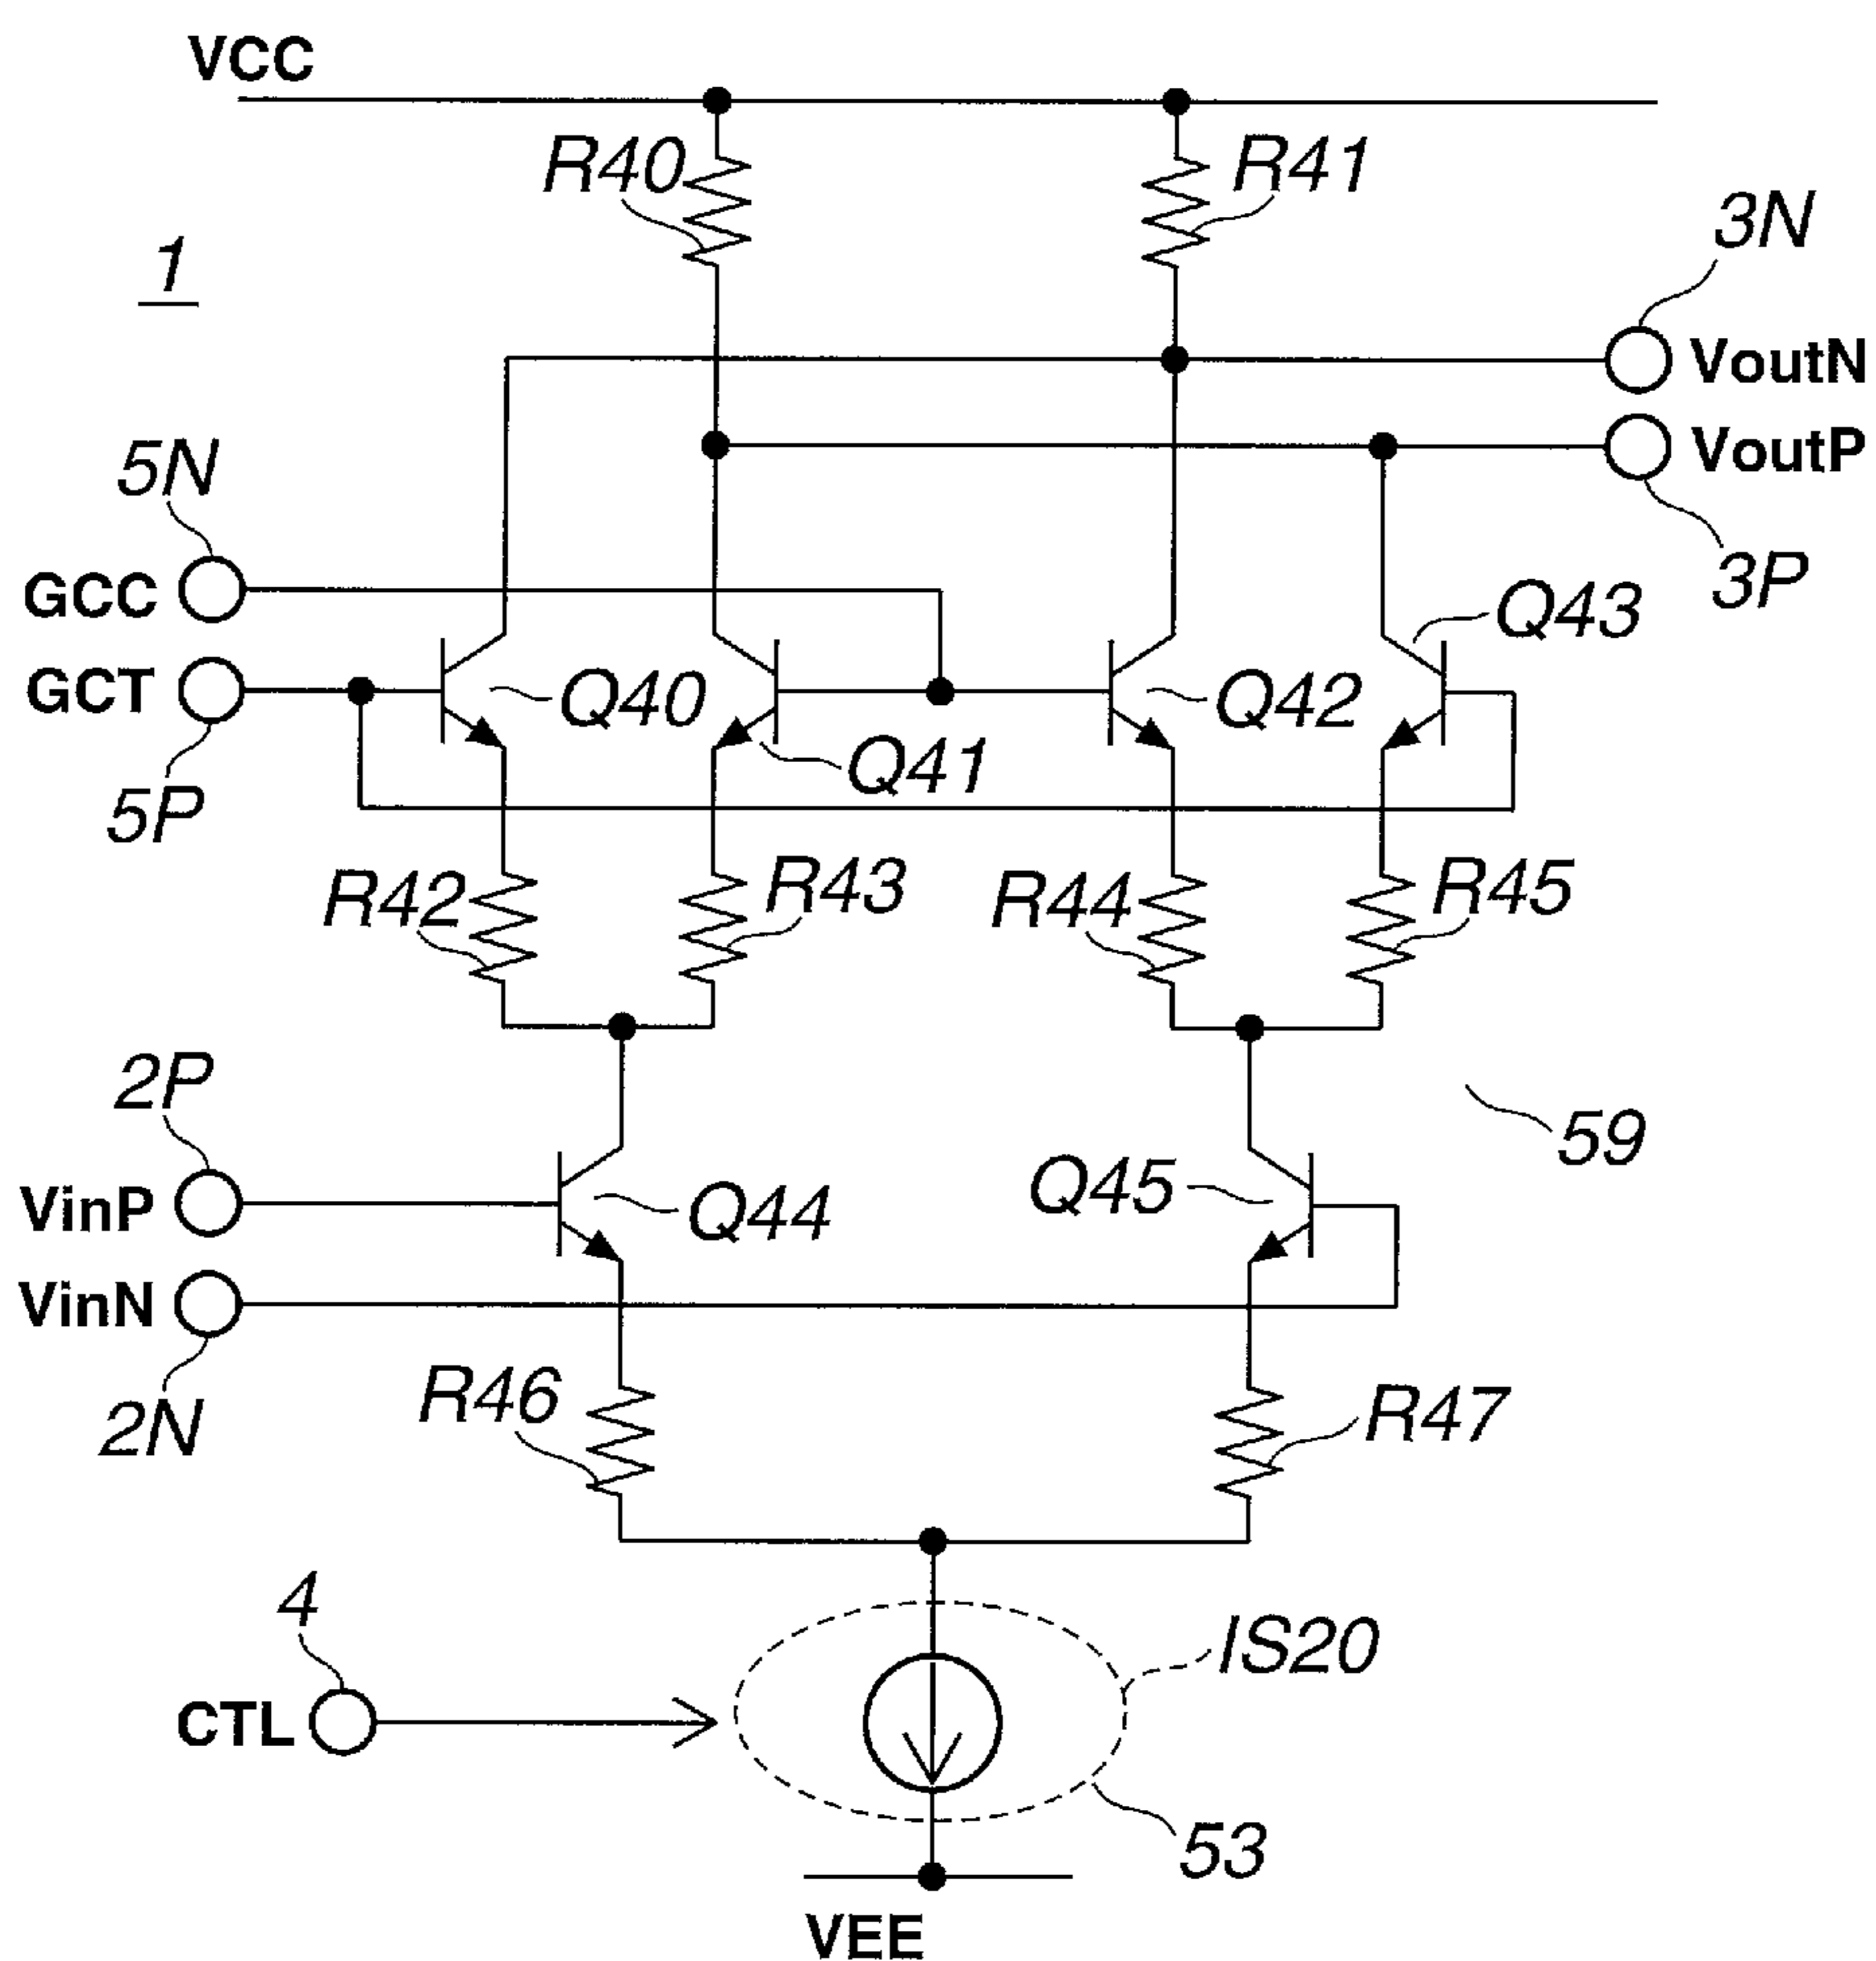 VCC
R40
R41
3N
1
VoutN
5N
VoutP
GCC
3P
Q43
GCT
Q40
Q42
Q41
5P
R42
R43
R44
R45
2P
59
VinP
Q44
Q45
VinN
R46
R47
2N
4
IS20
CTL
53
VEE